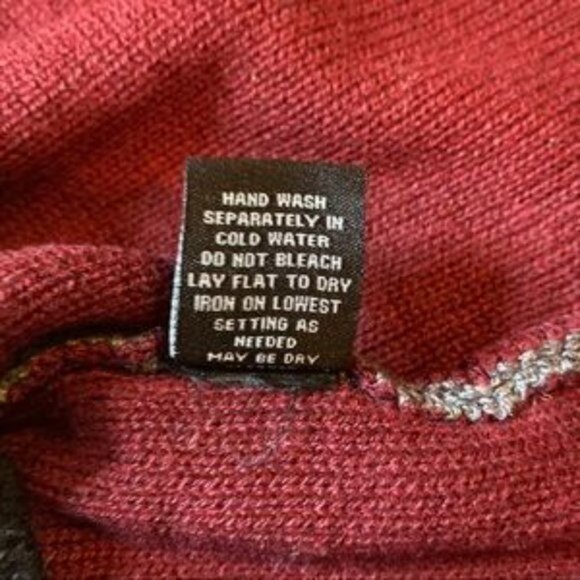 HAND WASH
SEPARATELY IN
COLD WATER
DO NOT BLEACH
LAY FLAT TO DRY
IRON ON LOWEST
SETTING AS
NEEDED
MAY BE DRY